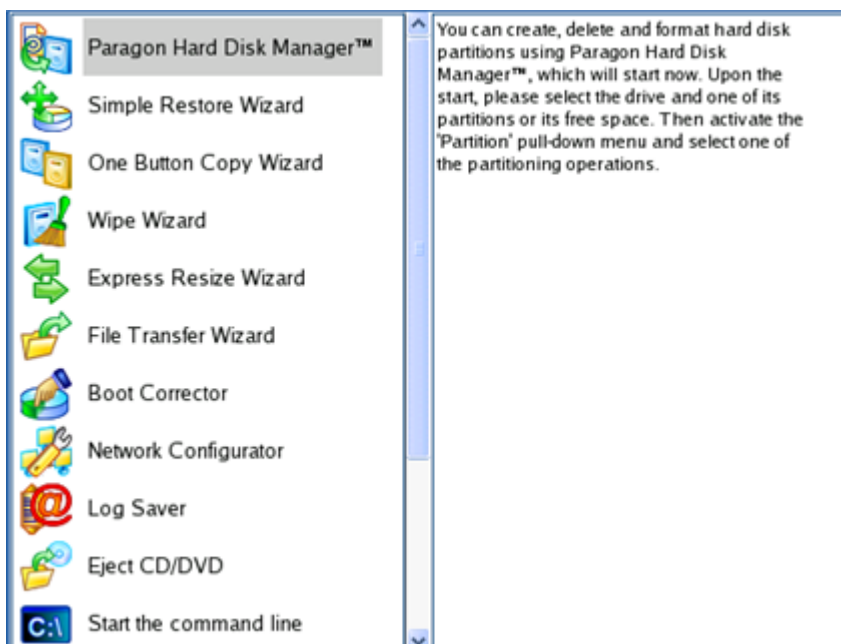 Paragon Hard Disk Manager™
Simple Restore Wizard
One Button Copy Wizard
Wipe Wizard
Express Resize Wizard
File Transfer Wizard
Boot Corrector
Network Configurator
@
Log Saver
Eject CD/DVD
C:\
Start the command line
You can create, delete and format hard disk
partitions using Paragon Hard Disk
Manager™, which will start now. Upon the
start, please select the drive and one of its
partitions or its free space. Then activate the
'Partition' pull-down menu and select one of
the partitioning operations.